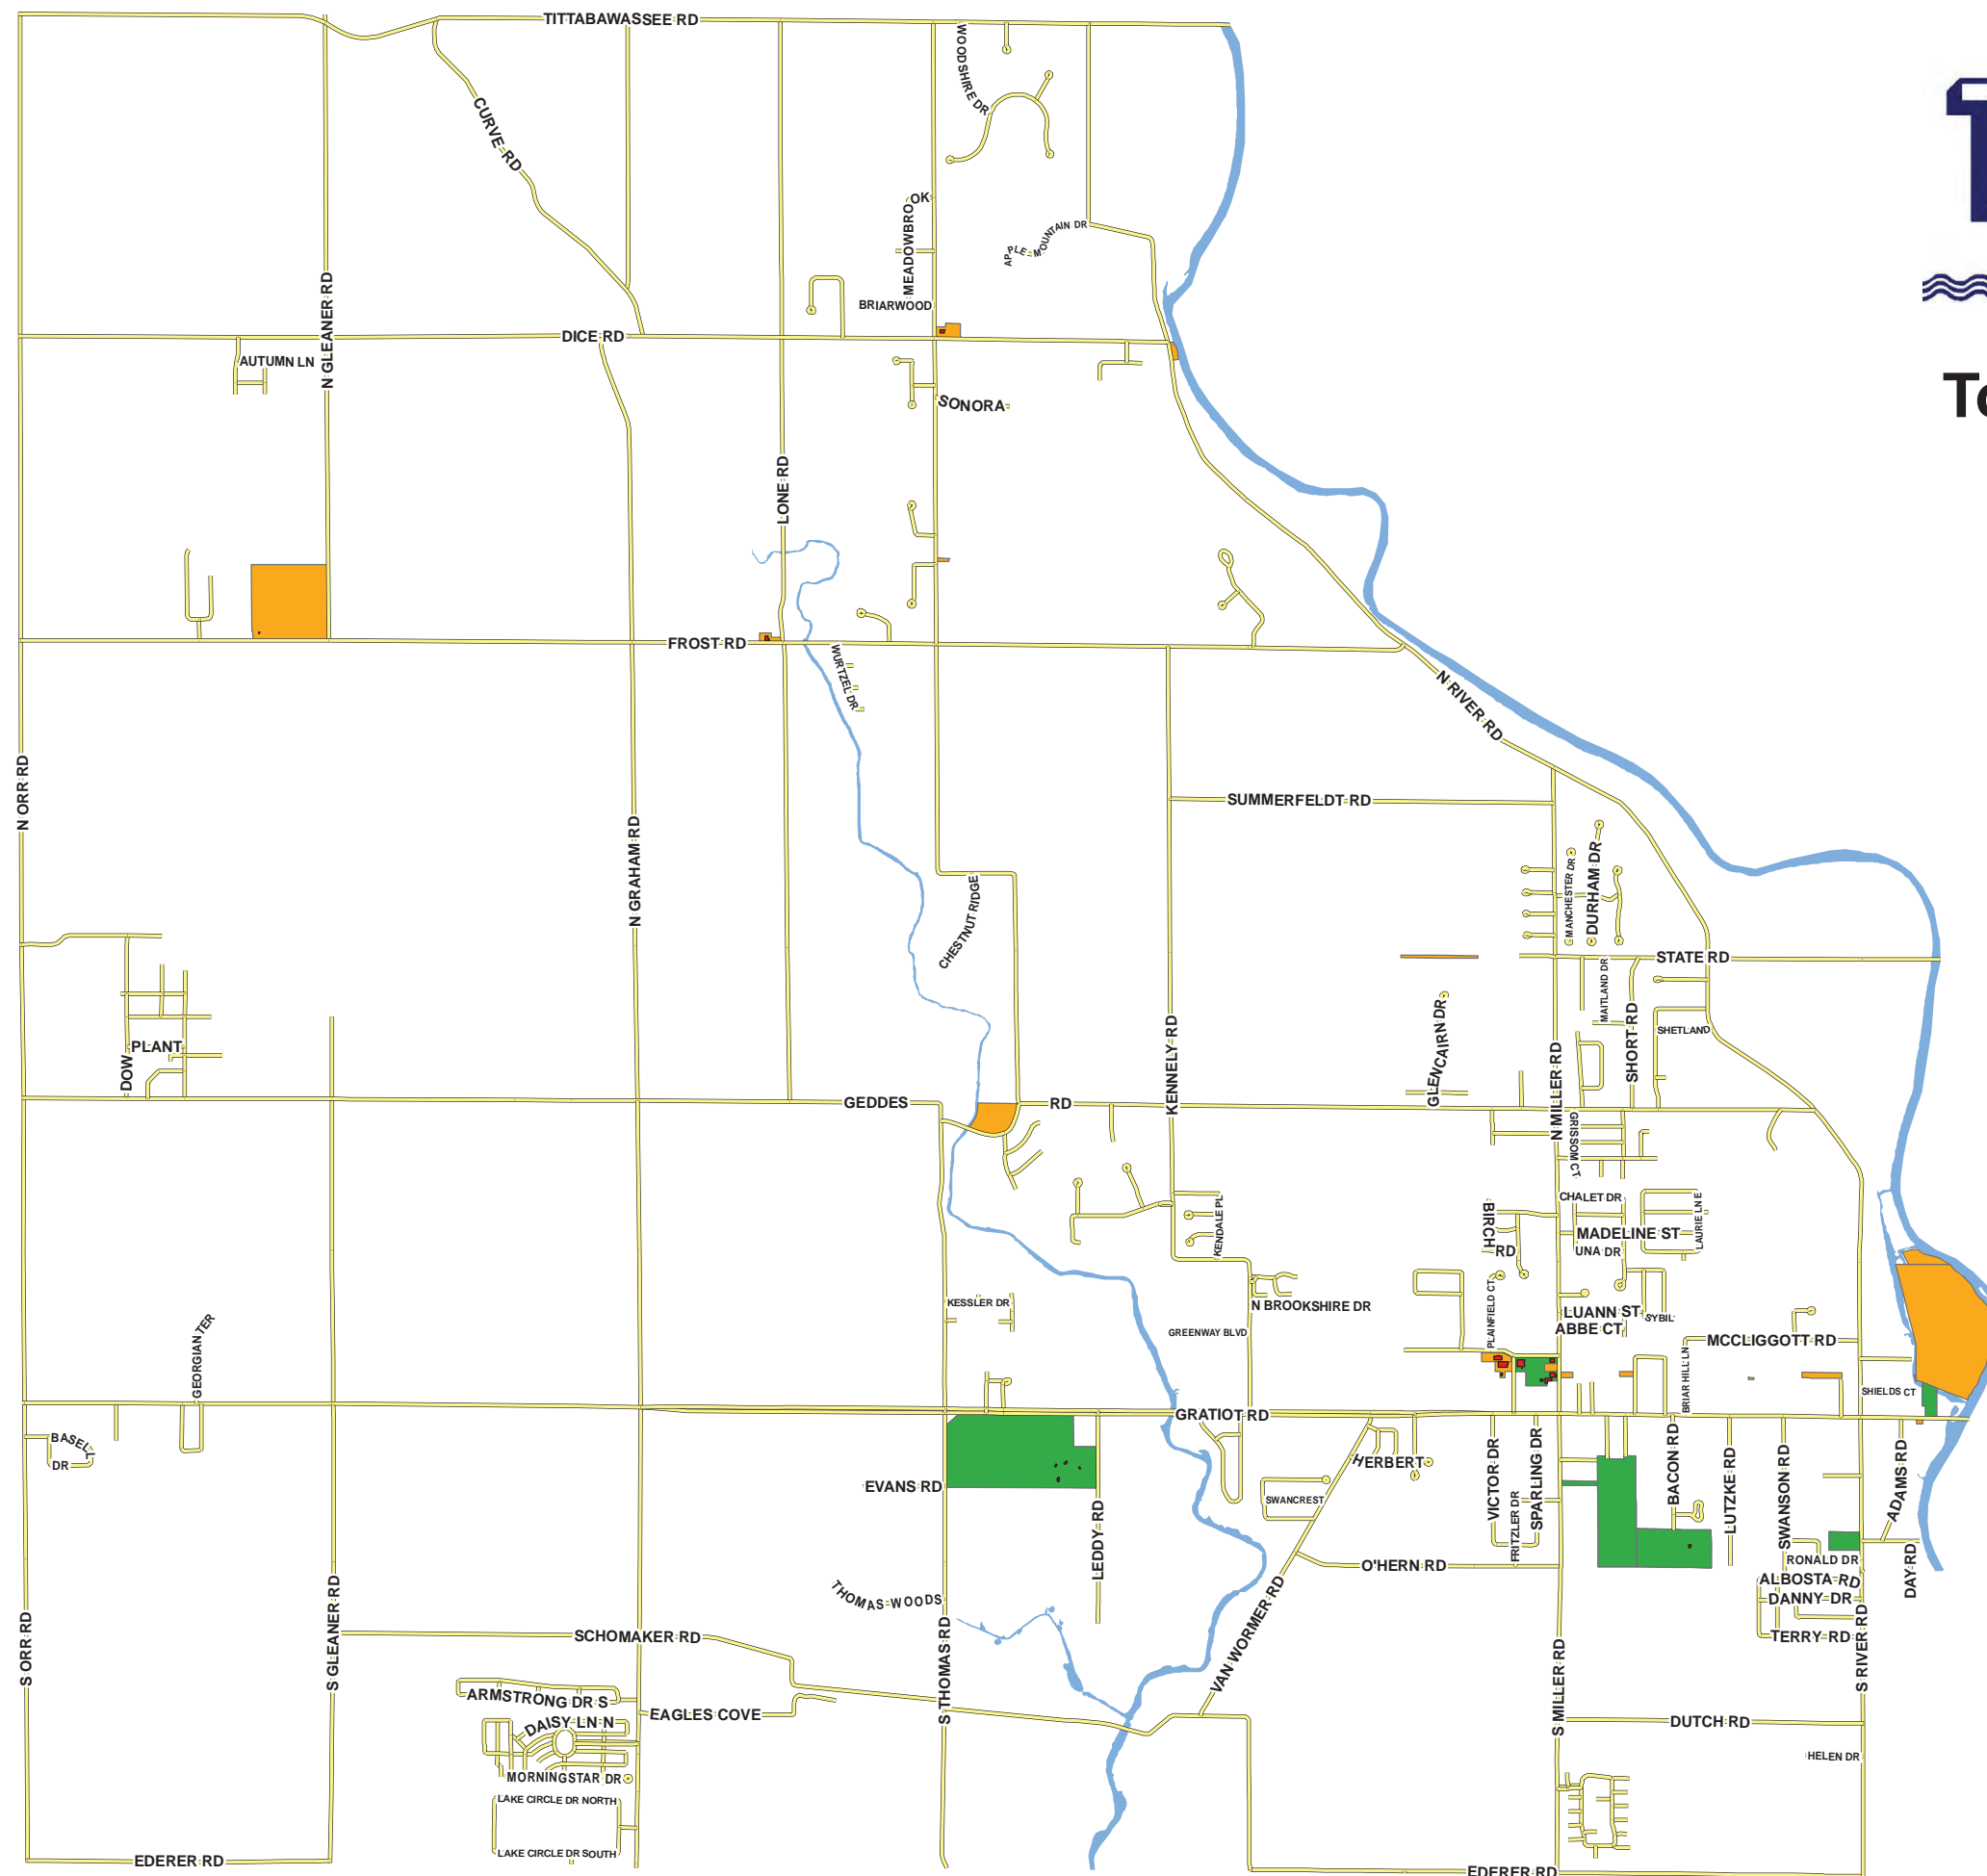 TITTABAWASSEE RD
WOODSHIRE DR
CURVE RD
MEADOWBROOK
APPLE MOUNTAIN DR
N GLEANER RD
BRIARWOOD
DICE RD
AUTUMN LN
SONORA
To
LONE RD
FROST RD
WURTZEL DR
N RIVER RD
N ORR RD
SUMMERFELDT RD
N GRAHAM RD
MANCHESTER DR
DURHAM DR
CHESTNUT RIDGE
STATE RD
MAITLAND DR
GLENCAIRN DR
SHORT RD
SHETLAND
KENNELY RD
N MILLER RD
PLANT
DOW
GEDDES RD
GRISSOM CT
CHALET DR
LAURIE LN E
BIRCH RD
MADELINE ST
UNA DR
KENDALE PL
KESSLER DR
N BROOKSHIRE DR
GREENWAY BLVD
PLAINFIELD CT
LUANN ST
SYBIL
ABBE CT
MCCLIGGOTT RD
GEORGIAN TER
BRIAR HILL LN
SHIELDS CT
GRATIOT RD
BASELL DR
EVANS RD
HERBERT
SWANCREST
VICTOR DR
FRITZLER DR
SPARLING DR
BACON RD
LUTZKE RD
SWANSON RD
ADAMS RD
LEDDY RD
O'HERN RD
RONALD DR
ALBOSTA RD
DANNY DR
DAY RD
THOMAS WOODS
TERRY RD
S ORR RD
S GLEANER RD
SCHOMAKER RD
S THOMAS RD
VAN WORMER RD
S MILLER RD
S RIVER RD
ARMSTRONG DR S
EAGLES COVE
DAISY LN N
DUTCH RD
HELEN DR
MORNINGSTAR DR
LAKE CIRCLE DR NORTH
LAKE CIRCLE DR SOUTH
EDERER RD
EDERER RD